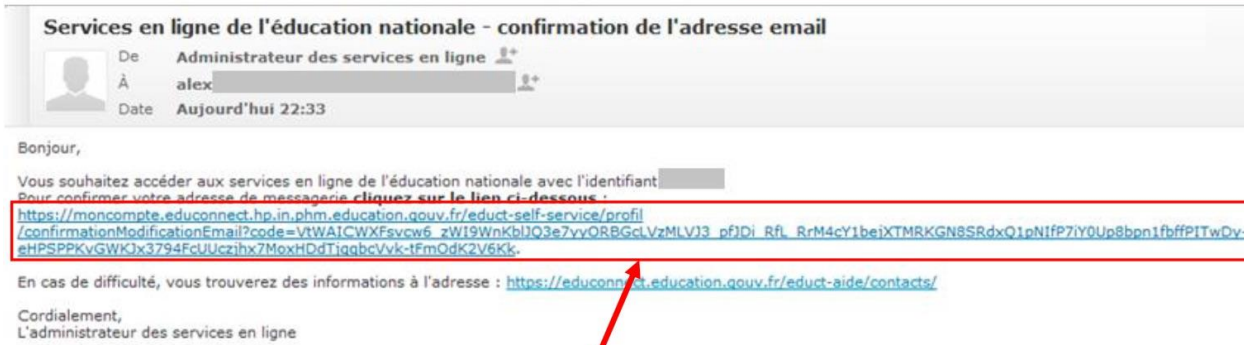 Services en ligne de l'éducation nationale - confirmation de l'adresse email
De Administrateur des services en ligne
À alex
Date Aujourd'hui 22:33
Bonjour,
Vous souhaitez accéder aux services en ligne de l'éducation nationale avec l'identifiant
Pour confirmer votre adresse de messagerie cliquez sur le lien ci-dessous :
https://moncompte.educonnect.hp.in.phm.education.gouv.fr/educt-self-service/profil
/confirmationModificationEmail?code=VtWAICWXFsvcw6_zWI9WnKblJQ3e7yyORBGcLVzMLVJ3_pfJDi_RfL_RrM4cY1bejXTMRKGN8SRdxQ1pNIfP7iY0Up8bpn1fbffPITwDy-
eHPSPPKvGWKJx3794FcUUczjhx7MoxHDdTjgqbcVvk-tFmOdK2V6Kk.
En cas de difficulté, vous trouverez des informations à l'adresse : https://educonnect.education.gouv.fr/educt-aide/contacts/
Cordialement,
L'administrateur des services en ligne